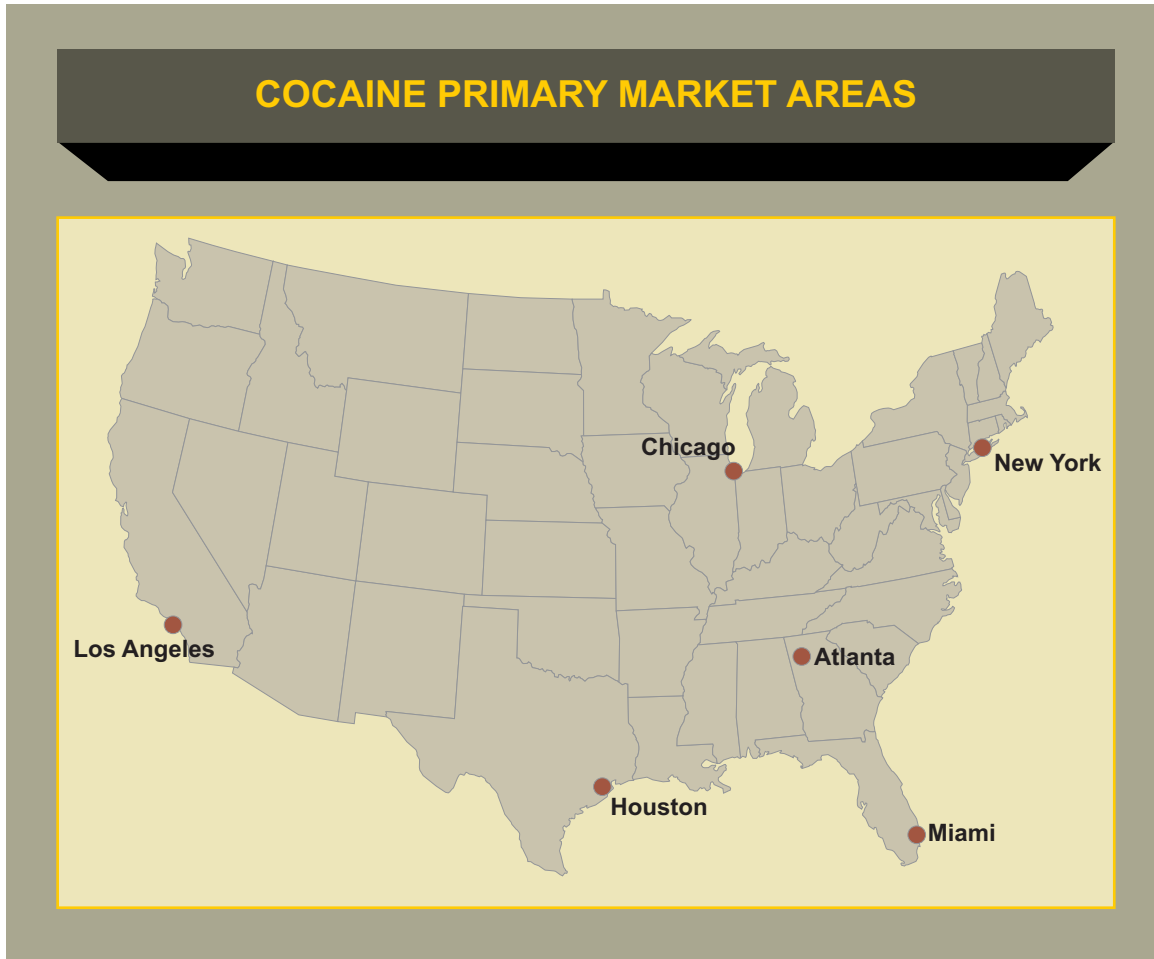 COCAINE PRIMARY MARKET AREAS
Chicago
New York
Los Angeles
Atlanta
Houston
Miami